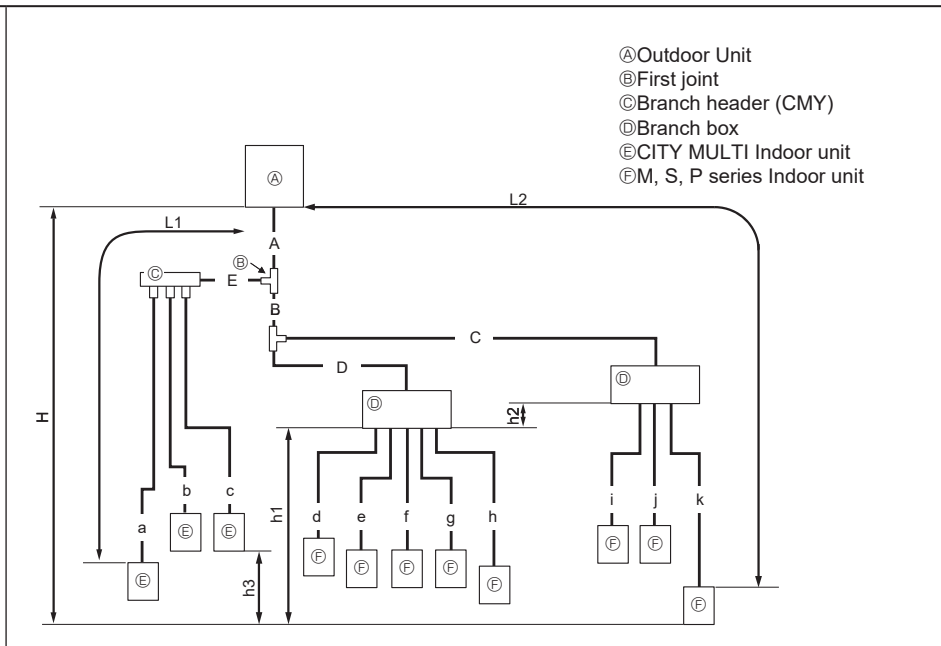 ⒶOutdoor Unit
ⒷFirst joint
ⒸBranch header (CMY)
ⒹBranch box
ⒺCITY MULTI Indoor unit
ⒻM, S, P series Indoor unit
Ⓐ
L2
L1
A
Ⓑ
Ⓒ
E
B
C
D
Ⓓ
Ⓓ
H
h2
h1
a
b
c
d
e
f
g
h
i
j
k
Ⓔ
Ⓔ
Ⓔ
Ⓕ
Ⓕ
Ⓕ
Ⓕ
Ⓕ
Ⓕ
Ⓕ
Ⓕ
h3